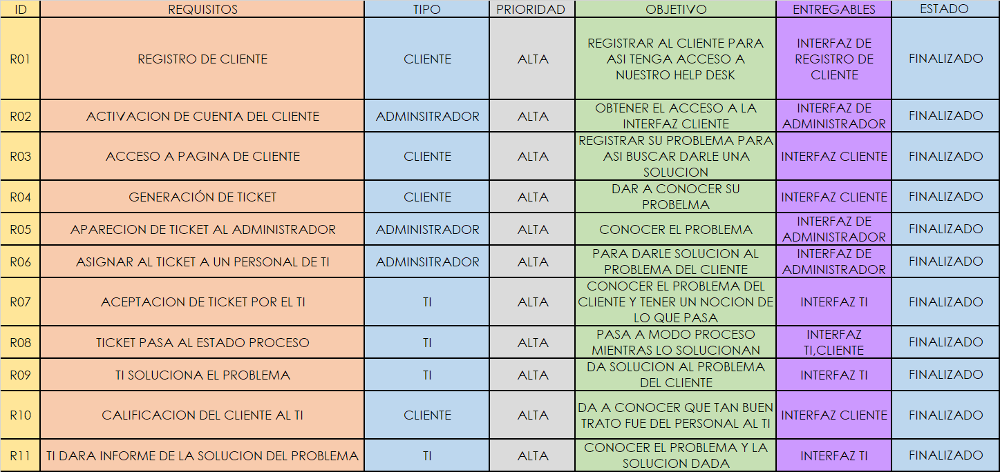 ID REQUISITOS TIPO PRIORIDAD OBJETIVO ENTREGABLES ESTADO
R01 REGISTRO DE CLIENTE CLIENTE ALTA REGISTRAR AL CLIENTE PARA ASI TENGA ACCESO A NUESTRO HELP DESK INTERFAZ DE REGISTRO DE CLIENTE FINALIZADO
R02 ACTIVACION DE CUENTA DEL CLIENTE ADMINSITRADOR ALTA OBTENER EL ACCESO A LA INTERFAZ CLIENTE INTERFAZ DE ADMINISTRADOR FINALIZADO
R03 ACCESO A PAGINA DE CLIENTE CLIENTE ALTA REGISTRAR SU PROBLEMA PARA ASI BUSCAR DARLE UNA SOLUCION INTERFAZ CLIENTE FINALIZADO
R04 GENERACIÓN DE TICKET CLIENTE ALTA DAR A CONOCER SU PROBELMA INTERFAZ CLIENTE FINALIZADO
R05 APARECION DE TICKET AL ADMINISTRADOR ADMINISTRADOR ALTA CONOCER EL PROBLEMA INTERFAZ DE ADMINISTRADOR FINALIZADO
R06 ASIGNAR AL TICKET A UN PERSONAL DE TI ADMINSITRADOR ALTA PARA DARLE SOLUCION AL PROBLEMA DEL CLIENTE INTERFAZ DE ADMINISTRADOR FINALIZADO
R07 ACEPTACION DE TICKET POR EL TI TI ALTA CONOCER EL PROBLEMA DEL CLIENTE Y TENER UN NOCION DE LO QUE PASA INTERFAZ TI FINALIZADO
R08 TICKET PASA AL ESTADO PROCESO TI ALTA PASA A MODO PROCESO MIENTRAS LO SOLUCIONAN INTERFAZ TI,CLIENTE FINALIZADO
R09 TI SOLUCIONA EL PROBLEMA TI ALTA DA SOLUCION AL PROBLEMA DEL CLIENTE INTERFAZ TI FINALIZADO
R10 CALIFICACION DEL CLIENTE AL TI CLIENTE ALTA DA A CONOCER QUE TAN BUEN TRATO FUE DEL PERSONAL AL TI INTERFAZ CLIENTE FINALIZADO
R11 TI DARA INFORME DE LA SOLUCION DEL PROBLEMA TI ALTA CONOCER EL PROBLEMA Y LA SOLUCION DADA INTERFAZ TI FINALIZADO